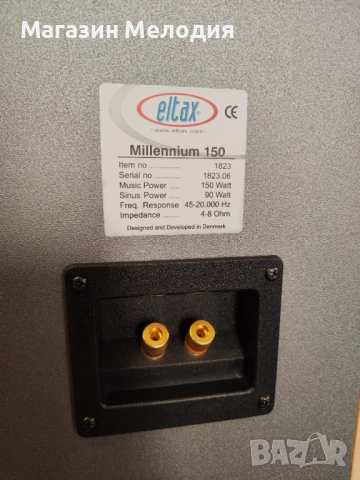 Магазин Мелодия
eltax
www.eltax.com
CE
Millennium 150
Item no .............. 1823
Serial no ............. 1823.06
Music Power ..... 150 Watt
Sinus Power ...... 90 Watt
Freq. Response 45-20.000 Hz
Impedance ....... 4-8 Ohm
Designed and Developed in Denmark
BAZAR